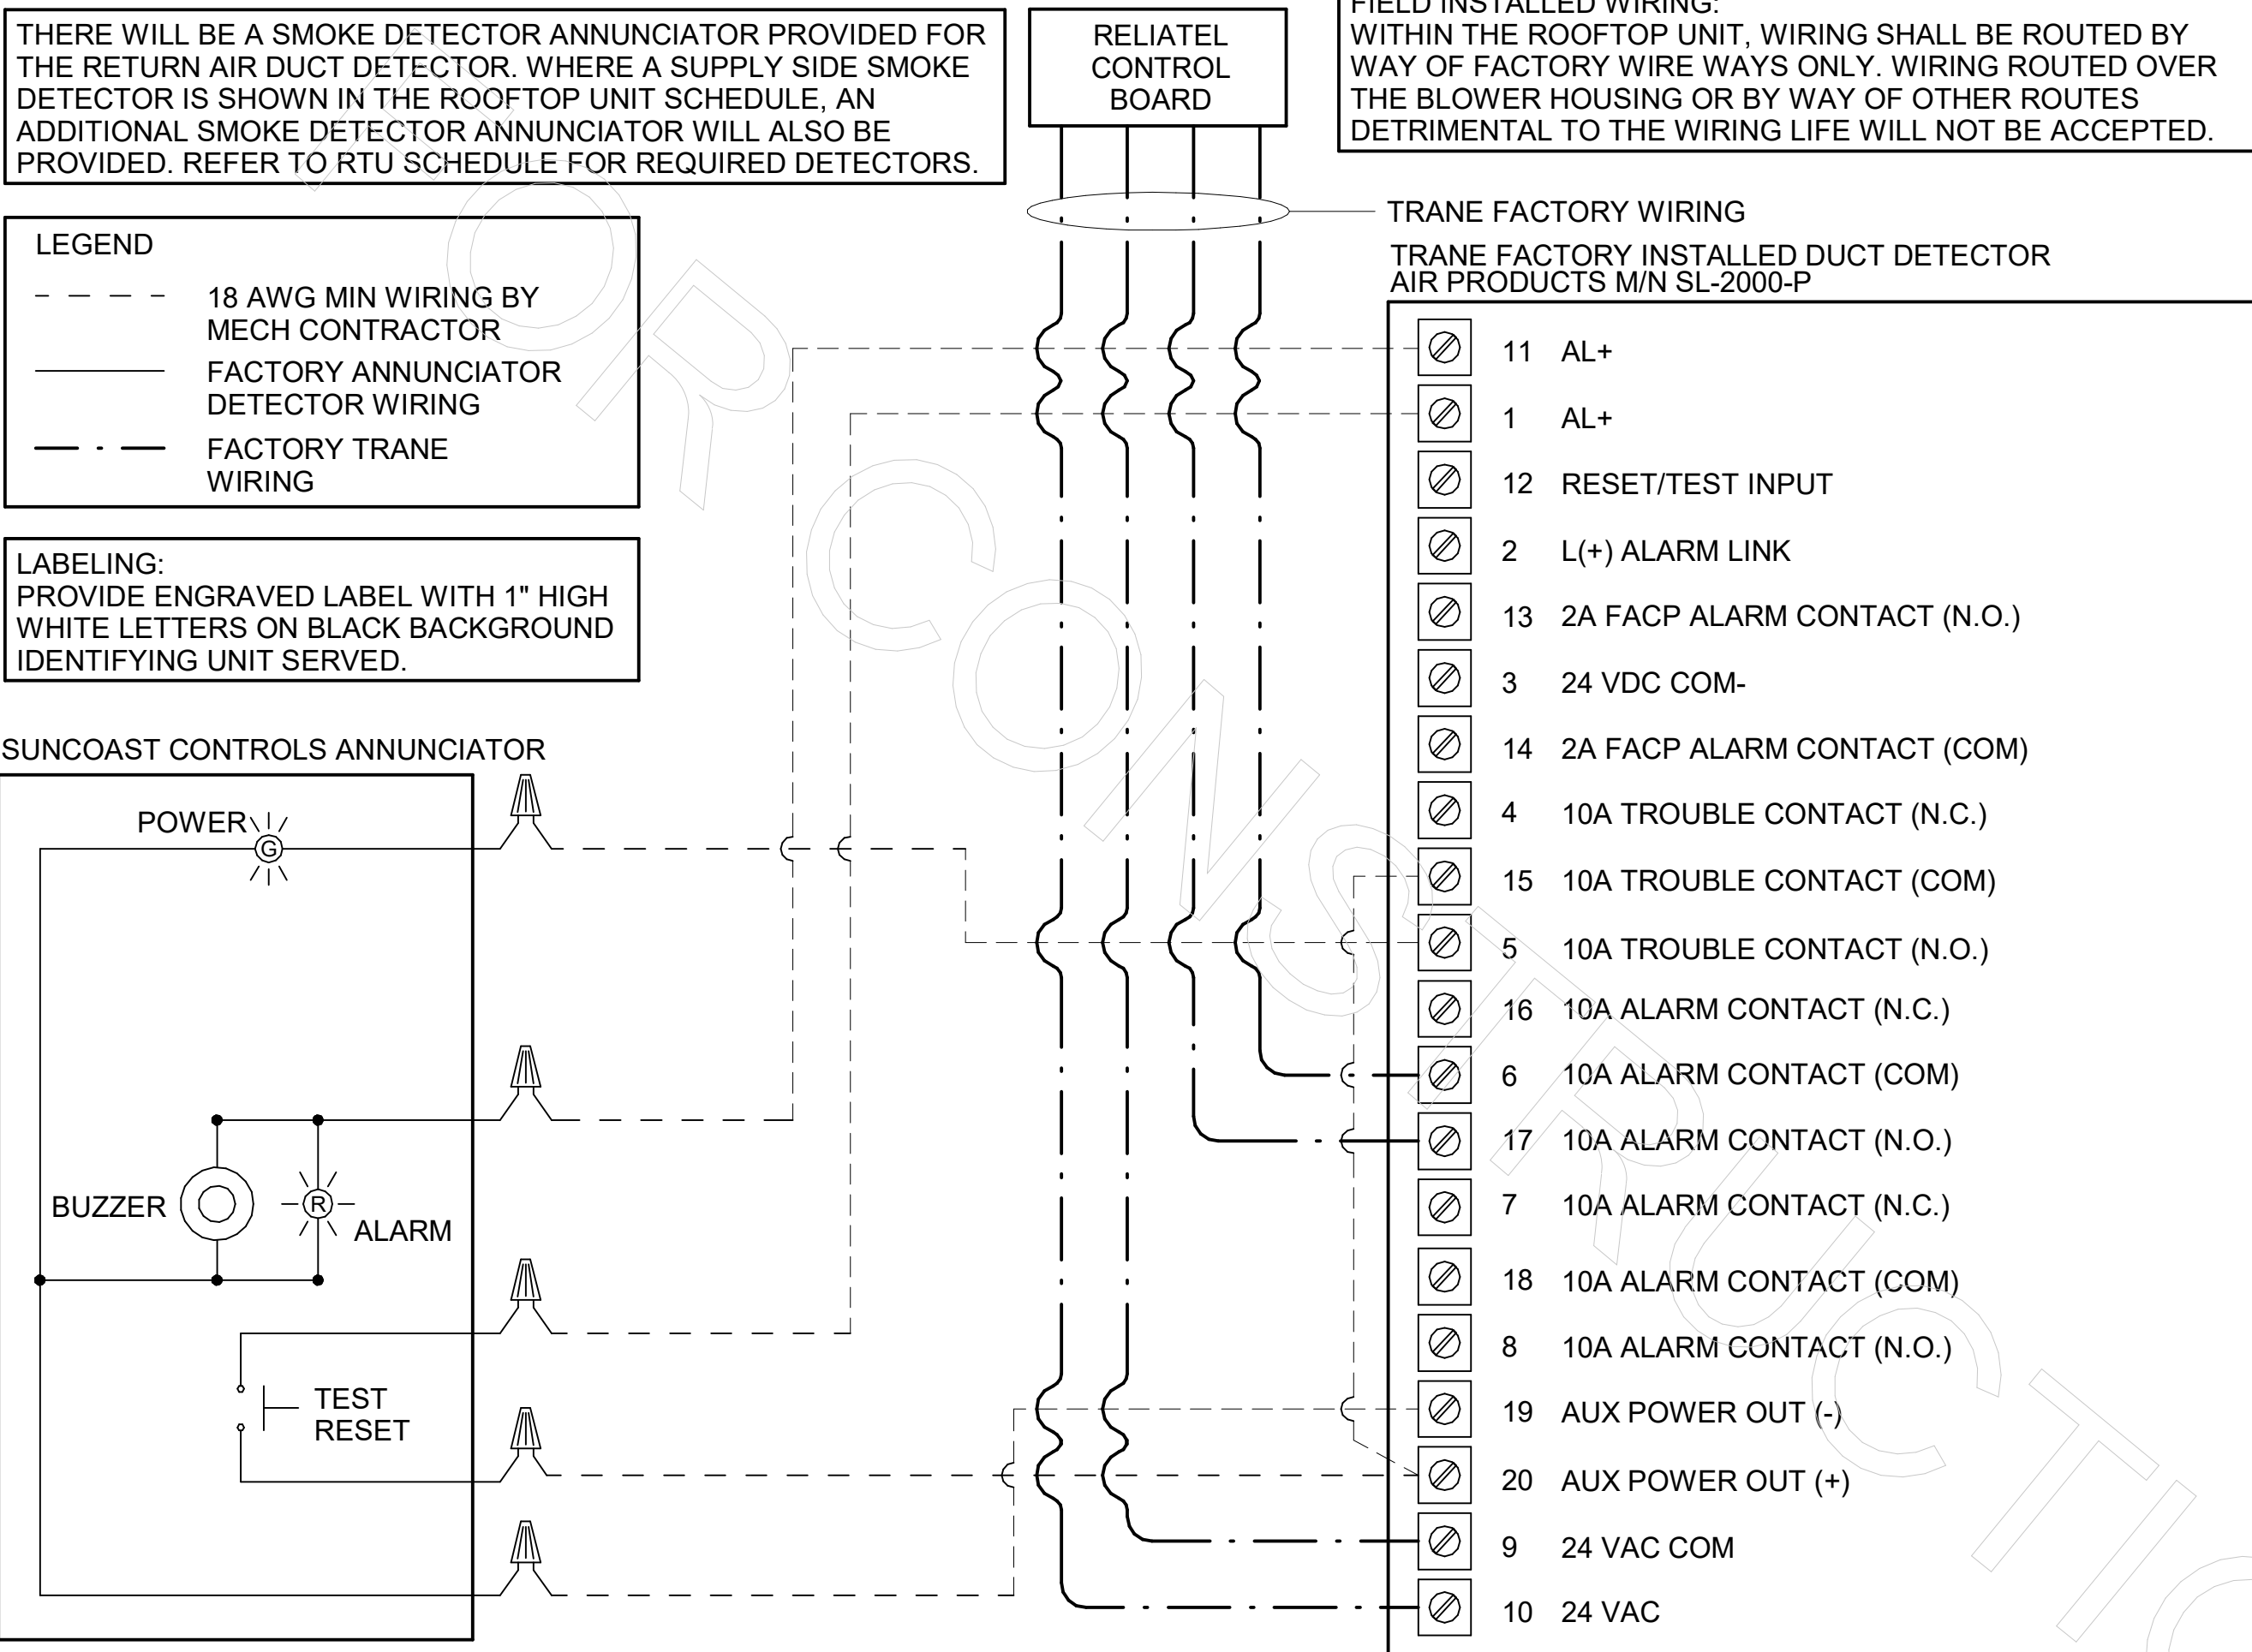 THERE WILL BE A SMOKE DETECTOR ANNUNCIATOR PROVIDED FOR
THE RETURN AIR DUCT DETECTOR. WHERE A SUPPLY SIDE SMOKE
DETECTOR IS SHOWN IN THE ROOFTOP UNIT SCHEDULE, AN
ADDITIONAL SMOKE DETECTOR ANNUNCIATOR WILL ALSO BE
PROVIDED. REFER TO RTU SCHEDULE FOR REQUIRED DETECTORS.
RELIATEL
CONTROL
BOARD
FIELD INSTALLED WIRING:
WITHIN THE ROOFTOP UNIT, WIRING SHALL BE ROUTED BY
WAY OF FACTORY WIRE WAYS ONLY. WIRING ROUTED OVER
THE BLOWER HOUSING OR BY WAY OF OTHER ROUTES
DETRIMENTAL TO THE WIRING LIFE WILL NOT BE ACCEPTED.
LEGEND
18 AWG MIN WIRING BY
MECH CONTRACTOR
FACTORY ANNUNCIATOR
DETECTOR WIRING
FACTORY TRANE
WIRING
LABELING:
PROVIDE ENGRAVED LABEL WITH 1" HIGH
WHITE LETTERS ON BLACK BACKGROUND
IDENTIFYING UNIT SERVED.
TRANE FACTORY WIRING
TRANE FACTORY INSTALLED DUCT DETECTOR
AIR PRODUCTS M/N SL-2000-P
11 AL+
1 AL+
12 RESET/TEST INPUT
2 L(+) ALARM LINK
13 2A FACP ALARM CONTACT (N.O.)
3 24 VDC COM-
14 2A FACP ALARM CONTACT (COM)
4 10A TROUBLE CONTACT (N.C.)
15 10A TROUBLE CONTACT (COM)
5 10A TROUBLE CONTACT (N.O.)
16 10A ALARM CONTACT (N.C.)
6 10A ALARM CONTACT (COM)
17 10A ALARM CONTACT (N.O.)
7 10A ALARM CONTACT (N.C.)
18 10A ALARM CONTACT (COM)
8 10A ALARM CONTACT (N.O.)
19 AUX POWER OUT (-)
20 AUX POWER OUT (+)
9 24 VAC COM
10 24 VAC
SUNCOAST CONTROLS ANNUNCIATOR
POWER
G
BUZZER
R
ALARM
TEST
RESET
FOR CONSTRUCTIO